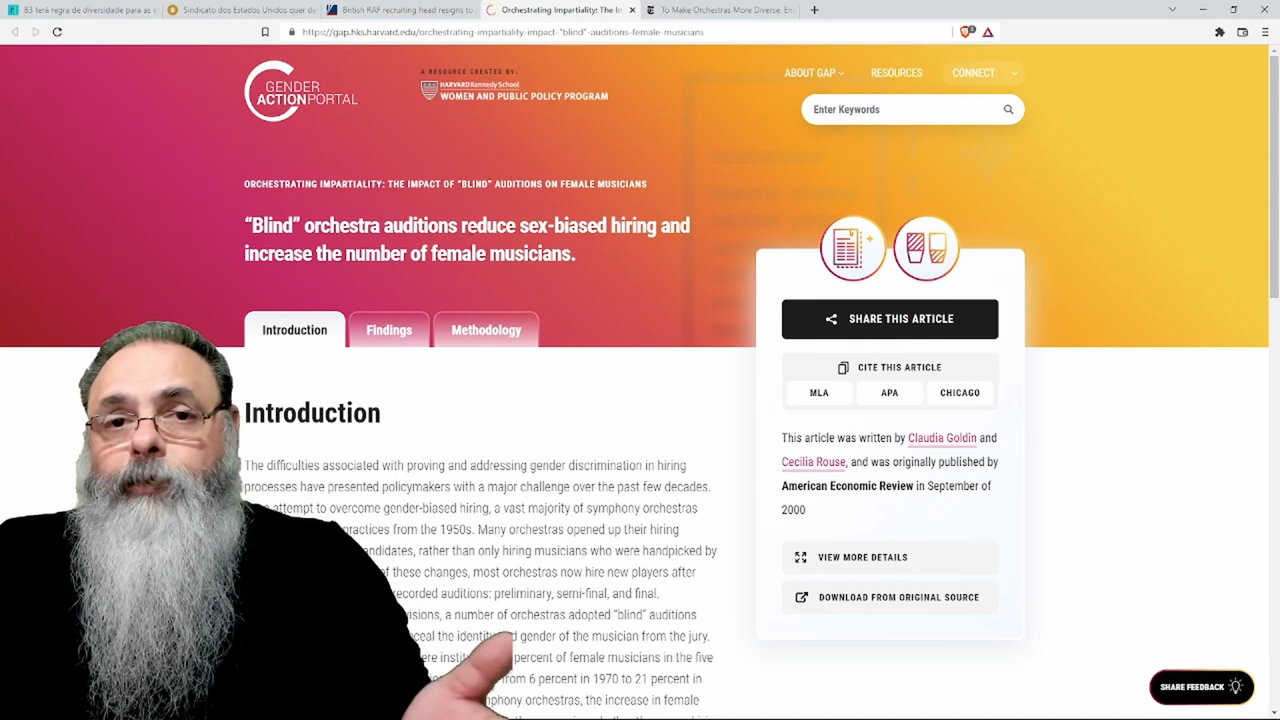 83 terá regra de diversidade para as e
Sindicato dos Estados Unidos quer de
British RAF recruiting head resigns to
Orchestrating Impartiality: The Im
To Make Orchestras More Diverse, En
https://gap.hks.harvard.edu/orchestrating-impartiality-impact-"blind"-auditions-female-musicians
GENDER
ACTIONPORTAL
A RESOURCE CREATED BY:
HARVARD Kennedy School
WOMEN AND PUBLIC POLICY PROGRAM
ABOUT GAP
RESOURCES
CONNECT
Enter Keywords
ORCHESTRATING IMPARTIALITY: THE IMPACT OF "BLIND" AUDITIONS ON FEMALE MUSICIANS
“Blind” orchestra auditions reduce sex-biased hiring and
increase the number of female musicians.
Introduction
Findings
Methodology
Introduction
The difficulties associated with proving and addressing gender discrimination in hiring
processes have presented policymakers with a major challenge over the past few decades.
attempt to overcome gender-biased hiring, a vast majority of symphony orchestras
practices from the 1950s. Many orchestras opened up their hiring
andidates, rather than only hiring musicians who were handpicked by
f these changes, most orchestras now hire new players after
recorded auditions: preliminary, semi-final, and final.
visions, a number of orchestras adopted “blind” auditions
ceal the identity and gender of the musician from the jury.
ere instit percent of female musicians in the five
from 6 percent in 1970 to 21 percent in
phony orchestras, the increase in female
SHARE THIS ARTICLE
CITE THIS ARTICLE
MLA
APA
CHICAGO
This article was written by Claudia Goldin and
Cecilia Rouse, and was originally published by
American Economic Review in September of
2000
VIEW MORE DETAILS
DOWNLOAD FROM ORIGINAL SOURCE
SHARE FEEDBACK